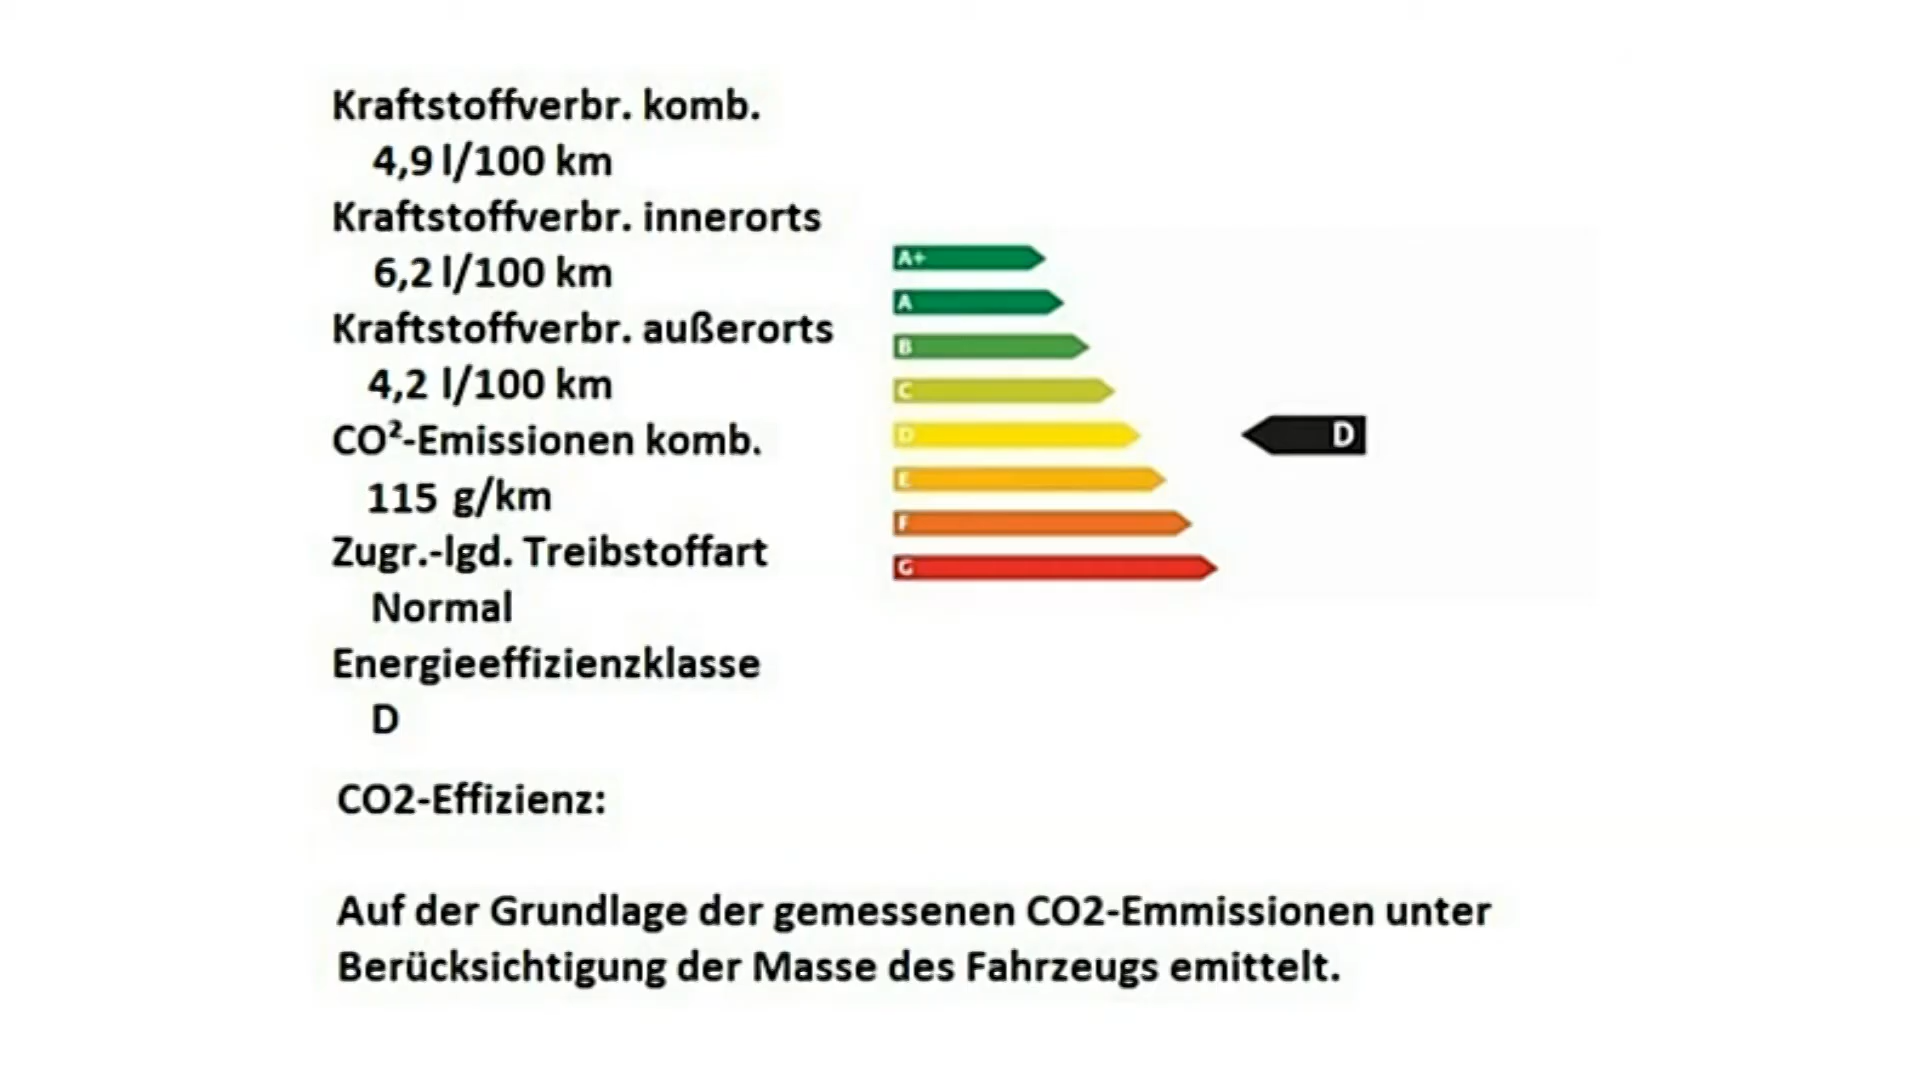 Kraftstoffverbr. komb.
4,9 l/100 km
Kraftstoffverbr. innerorts
6,2 l/100 km
Kraftstoffverbr. außerorts
4,2 l/100 km
CO²-Emissionen komb.
115 g/km
Zugr.-lgd. Treibstoffart
Normal
Energieeffizienzklasse
D
A+
A
B
C
D
D
E
F
G
CO2-Effizienz:
Auf der Grundlage der gemessenen CO2-Emmissionen unter
Berücksichtigung der Masse des Fahrzeugs emittelt.